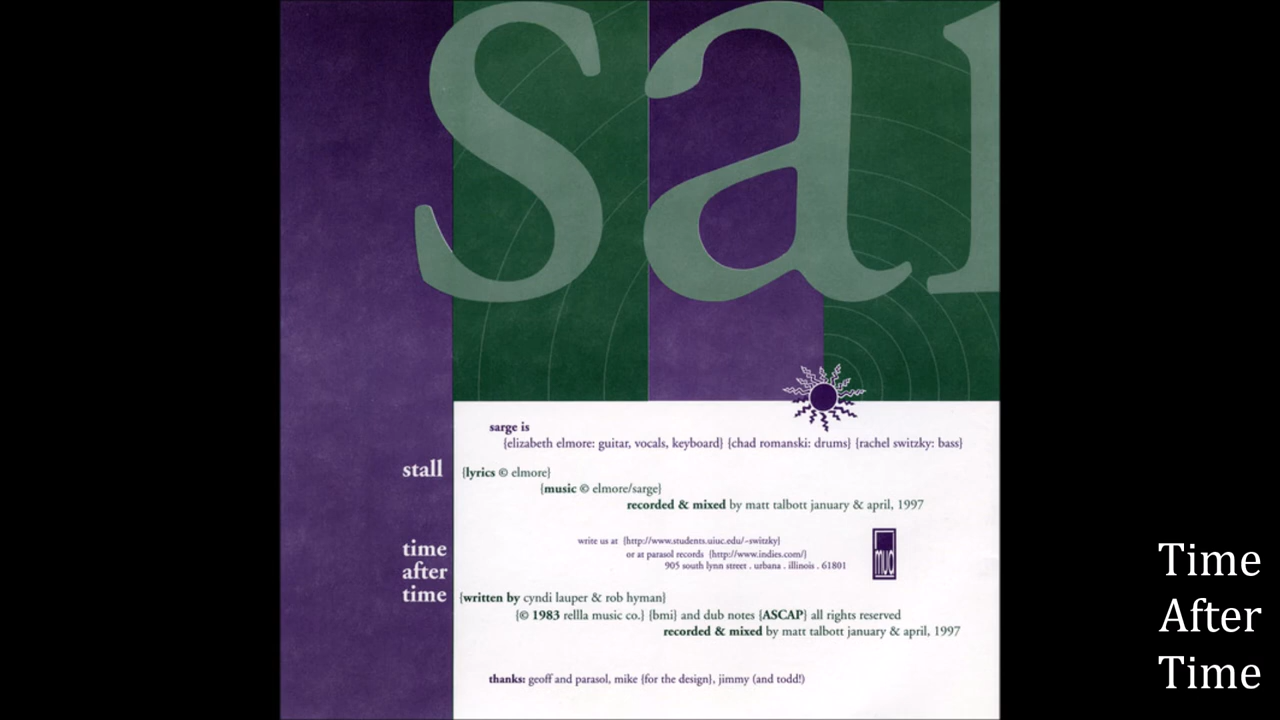 sar
sarge is
{elizabeth elmore: guitar, vocals, keyboard} {chad romanski: drums} {rachel switzky: bass}
stall {lyrics © elmore}
{music © elmore/sarge}
recorded & mixed by matt talbott january & april, 1997
write us at {http://www.students.uiuc.edu/~switzky}
or at parasol records {http://www.indies.com/}
905 south lynn street . urbana . illinois . 61801
mud
time
after
time {written by cyndi lauper & rob hyman}
{© 1983 rellla music co.} {bmi} and dub notes {ASCAP} all rights reserved
recorded & mixed by matt talbott january & april, 1997
thanks: geoff and parasol, mike {for the design}, jimmy (and todd!)
Time
After
Time